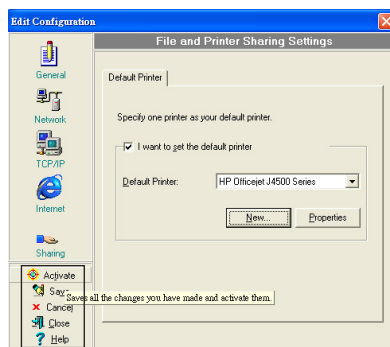 Edit Configuration
File and Printer Sharing Settings
General
Network
TCP/IP
Internet
Sharing
Activate
Save
Cancel
Close
Help
Default Printer
Specify one printer as your default printer.
I want to set the default printer
Default Printer:
HP Officejet J4500 Series
New...
Properties
Saves all the changes you have made and activate them.